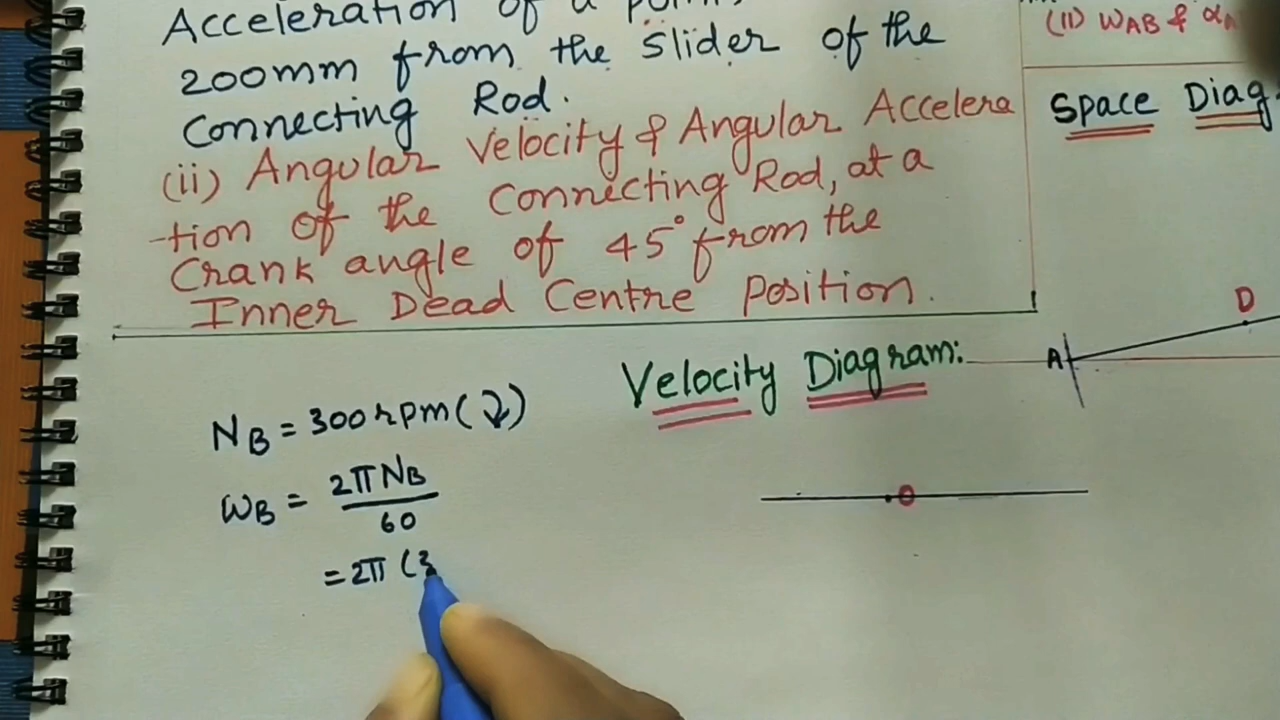 Acceleration of a
200mm from the slider of the
Connecting Rod.
(ii) Angular Velocity & Angular Accelera
-tion of the Connecting Rod, at a
Crank angle of 45° from the
Inner Dead Centre Position.
(II) ωAB &
Space Diag
D
A
Velocity Diagram:
O
NB = 300 rpm (⤵)
ωB = 2πNB / 60
= 2π (3